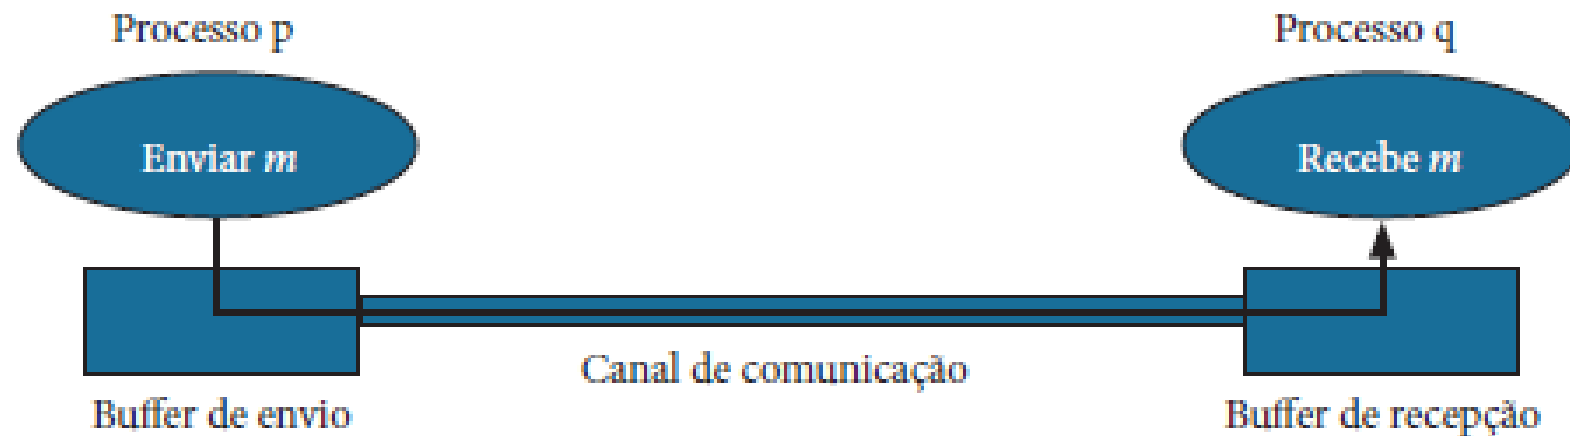 Processo p
Processo q
Enviar m
Recebe m
Canal de comunicação
Buffer de envio
Buffer de recepção